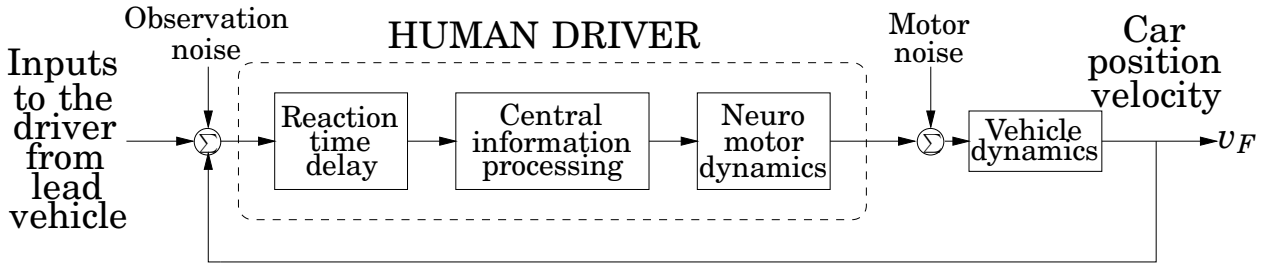 Inputs
to the
driver
from
lead
vehicle
Observation
noise
Σ
HUMAN DRIVER
Reaction
time
delay
Central
information
processing
Neuro
motor
dynamics
Motor
noise
Σ
Vehicle
dynamics
Car
position
velocity
v_F